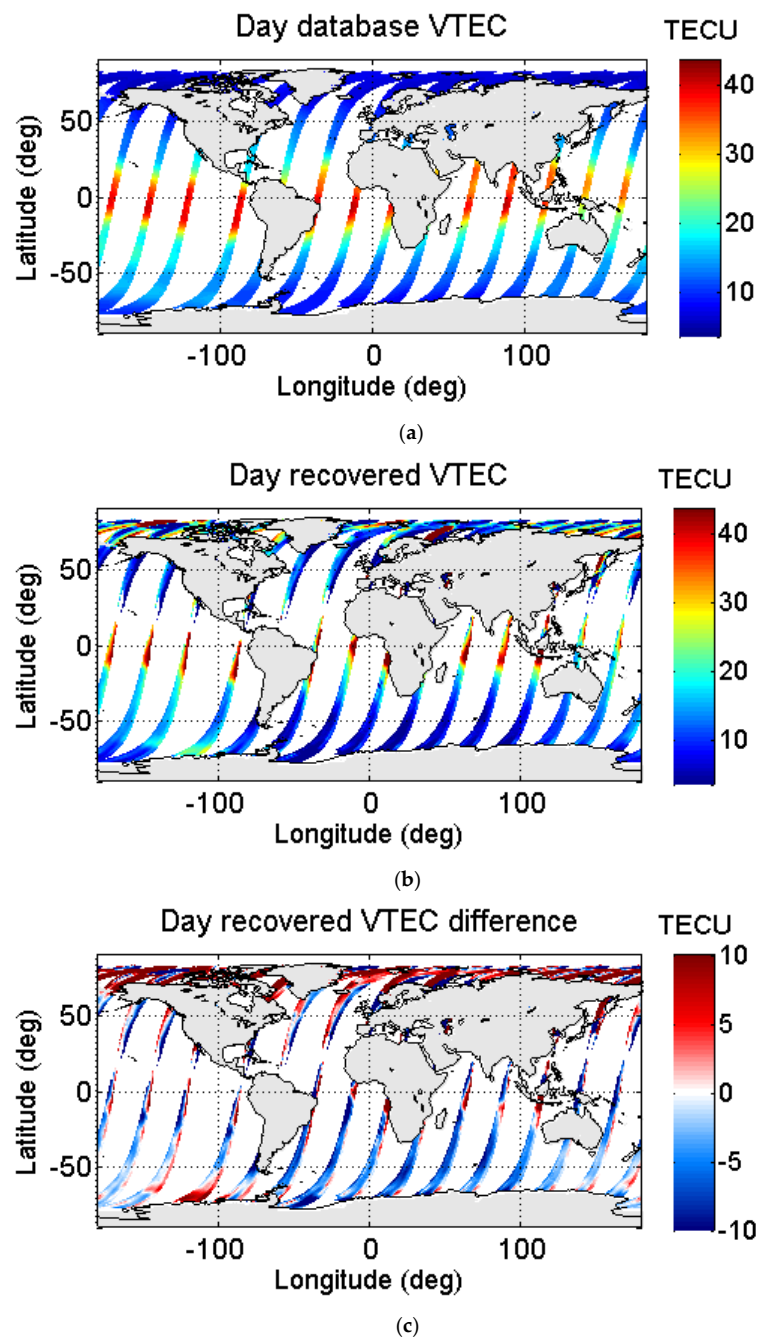 Day database VTEC
TECU
50
0
-50
Latitude (deg)
-100
0
100
Longitude (deg)
40
30
20
10
(a)
Day recovered VTEC
TECU
50
0
-50
Latitude (deg)
-100
0
100
Longitude (deg)
40
30
20
10
(b)
Day recovered VTEC difference
TECU
50
0
-50
Latitude (deg)
-100
0
100
Longitude (deg)
10
5
0
-5
-10
(c)